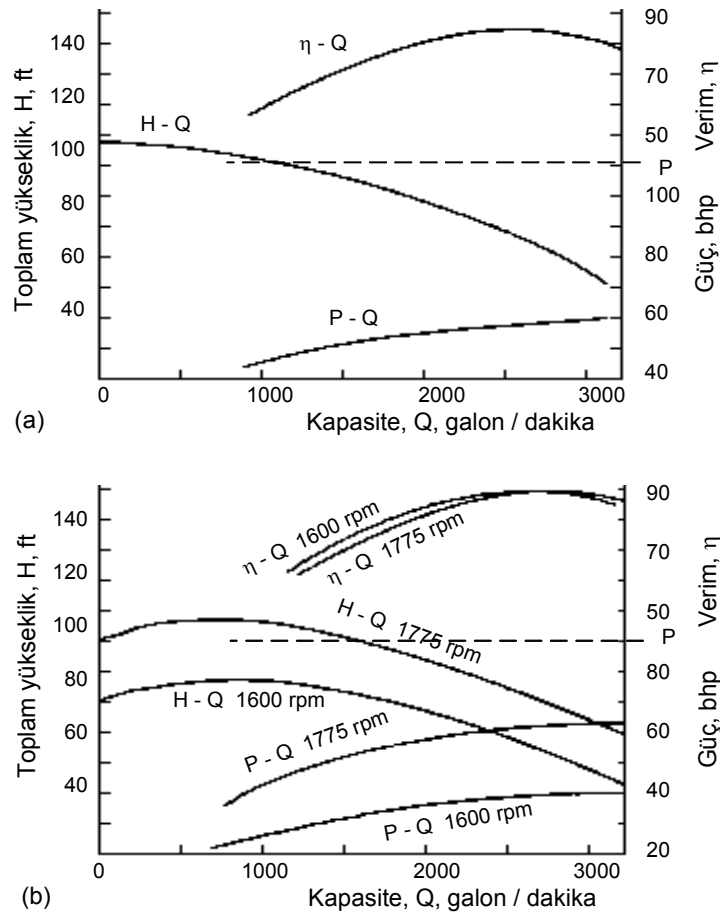 140
120
100
80
60
40
Toplam yükseklik, H, ft
η - Q
H - Q
P - Q
90
70
50
Verim, η
P
100
80
60
40
Güç, bhp
0
1000
2000
3000
Kapasite, Q, galon / dakika
(a)
140
120
100
80
60
40
Toplam yükseklik, H, ft
η - Q 1600 rpm
η - Q 1775 rpm
H - Q 1775 rpm
H - Q 1600 rpm
P - Q 1775 rpm
P - Q 1600 rpm
90
70
50
Verim, η
P
80
60
40
20
Güç, bhp
0
1000
2000
3000
Kapasite, Q, galon / dakika
(b)